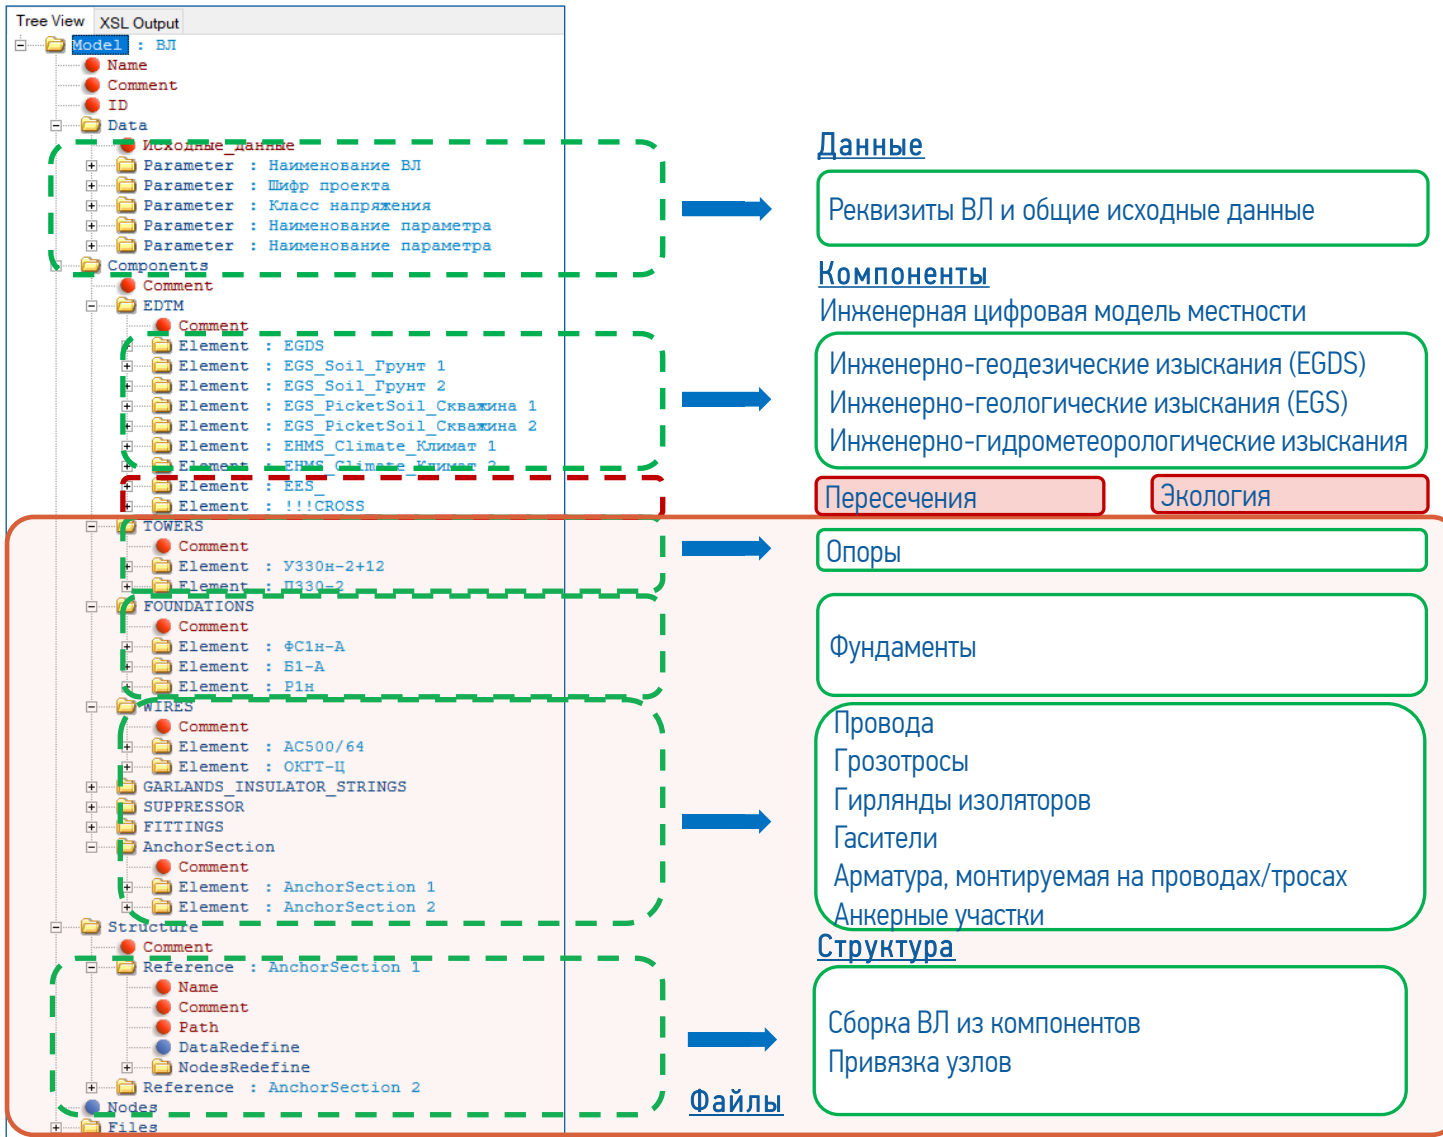 Tree View XSL Output
Model : ВЛ
Name
Comment
ID
Data
Исходные_данные
Parameter : Наименование ВЛ
Parameter : Шифр проекта
Parameter : Класс напряжения
Parameter : Наименование параметра
Parameter : Наименование параметра
Components
Comment
EDTM
Comment
Element : EGDS
Element : EGS_Soil_Грунт 1
Element : EGS_Soil_Грунт 2
Element : EGS_PicketSoil_Скважина 1
Element : EGS_PicketSoil_Скважина 2
Element : EHMS_Climate_Климат 1
Element : EHMS_Climate_Климат 2
Element : EES_
Element : !!!CROSS
TOWERS
Comment
Element : У330н-2+12
Element : П330-2
FOUNDATIONS
Comment
Element : ФС1н-А
Element : Б1-А
Element : Р1н
WIRES
Comment
Element : АС500/64
Element : ОКГТ-Ц
GARLANDS_INSULATOR_STRINGS
SUPPRESSOR
FITTINGS
AnchorSection
Comment
Element : AnchorSection 1
Element : AnchorSection 2
Structure
Comment
Reference : AnchorSection 1
Name
Comment
Path
DataRedefine
NodesRedefine
Reference : AnchorSection 2
Nodes
Files
Данные
Реквизиты ВЛ и общие исходные данные
Компоненты
Инженерная цифровая модель местности
Инженерно-геодезические изыскания (EGDS)
Инженерно-геологические изыскания (EGS)
Инженерно-гидрометеорологические изыскания
Пересечения
Экология
Опоры
Фундаменты
Провода
Грозотросы
Гирлянды изоляторов
Гасители
Арматура, монтируемая на проводах/тросах
Анкерные участки
Структура
Сборка ВЛ из компонентов
Привязка узлов
Файлы